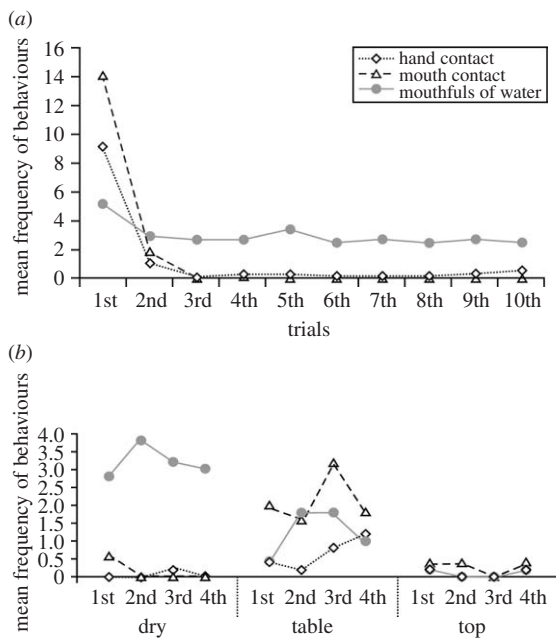 (a)
16
14
12
10
8
6
4
2
0
mean frequency of behaviours
hand contact
mouth contact
mouthfuls of water
1st 2nd 3rd 4th 5th 6th 7th 8th 9th 10th
trials
(b)
4.0
3.5
3.0
2.5
2.0
1.5
1.0
0.5
0
mean frequency of behaviours
1st 2nd 3rd 4th 1st 2nd 3rd 4th 1st 2nd 3rd 4th
dry table top